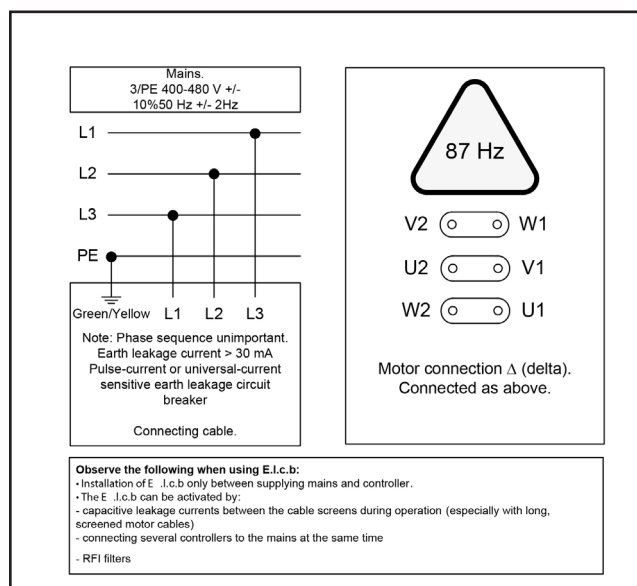 Mains.
3/PE 400-480 V +/-
10%50 Hz +/- 2Hz
L1
L2
L3
PE
Green/Yellow L1 L2 L3
Note: Phase sequence unimportant.
Earth leakage current > 30 mA
Pulse-current or universal-current
sensitive earth leakage circuit
breaker
Connecting cable.
87 Hz
V2 W1
U2 V1
W2 U1
Motor connection Δ (delta).
Connected as above.
Observe the following when using E.l.c.b:
• Installation of E .l.c.b only between supplying mains and controller.
• The E .l.c.b can be activated by:
- capacitive leakage currents between the cable screens during operation (especially with long,
screened motor cables)
- connecting several controllers to the mains at the same time
- RFI filters